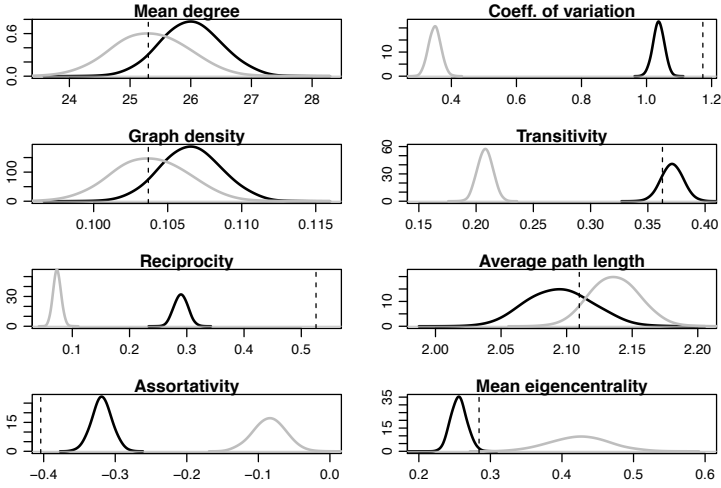 Mean degree
0.6
0.0
24 25 26 27 28
Coeff. of variation
10
0
0.4 0.6 0.8 1.0 1.2
Graph density
100
0
0.100 0.105 0.110 0.115
Transitivity
60
30
0
0.15 0.20 0.25 0.30 0.35 0.40
Reciprocity
30
0
0.1 0.2 0.3 0.4 0.5
Average path length
10
0
2.00 2.05 2.10 2.15 2.20
Assortativity
15
0
−0.4 −0.3 −0.2 −0.1 0.0
Mean eigencentrality
35
15
0
0.2 0.3 0.4 0.5 0.6